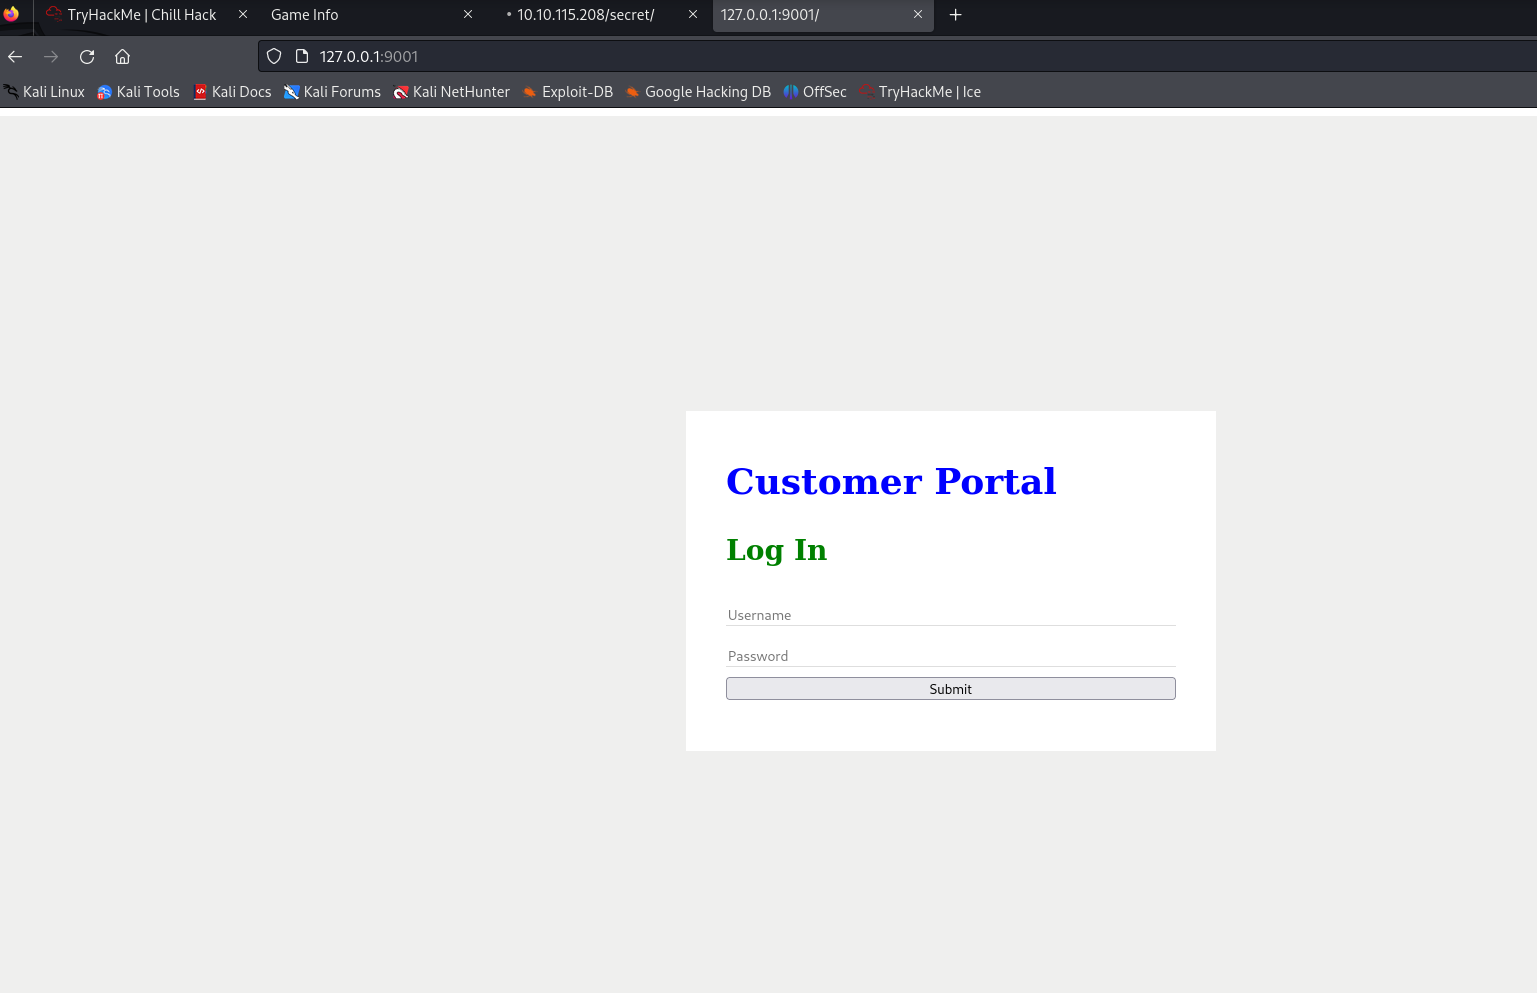 TryHackMe | Chill Hack Game Info 10.10.115.208/secret/ 127.0.0.1:9001/
127.0.0.1:9001
Kali Linux Kali Tools Kali Docs Kali Forums Kali NetHunter Exploit-DB Google Hacking DB OffSec TryHackMe | Ice
Customer Portal
Log In
Username
Password
Submit